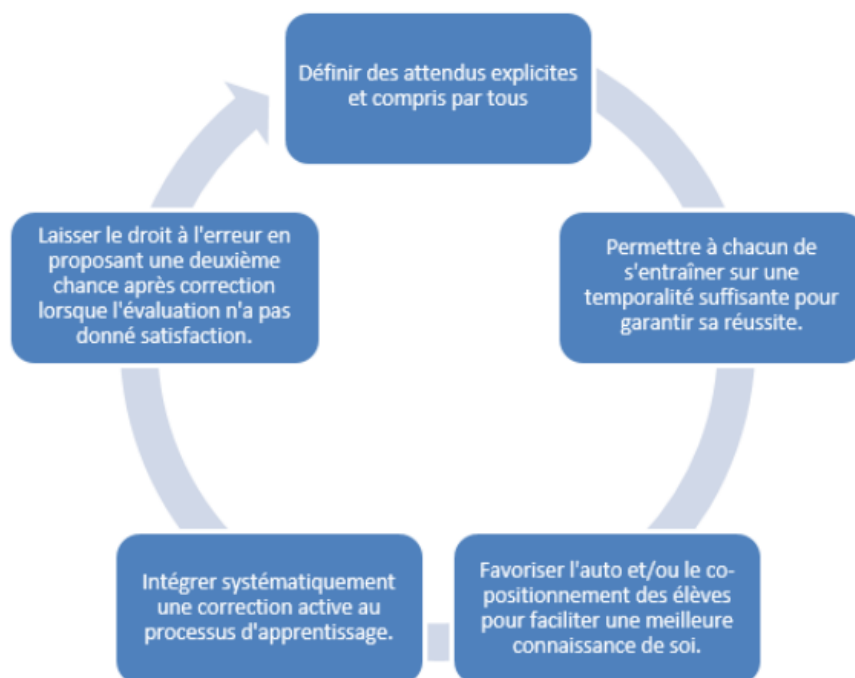 Définir des attendus explicites
et compris par tous
Permettre à chacun de
s'entraîner sur une
temporalité suffisante pour
garantir sa réussite.
Favoriser l'auto et/ou le co-
positionnement des élèves
pour faciliter une meilleure
connaissance de soi.
Intégrer systématiquement
une correction active au
processus d'apprentissage.
Laisser le droit à l'erreur en
proposant une deuxième
chance après correction
lorsque l'évaluation n'a pas
donné satisfaction.